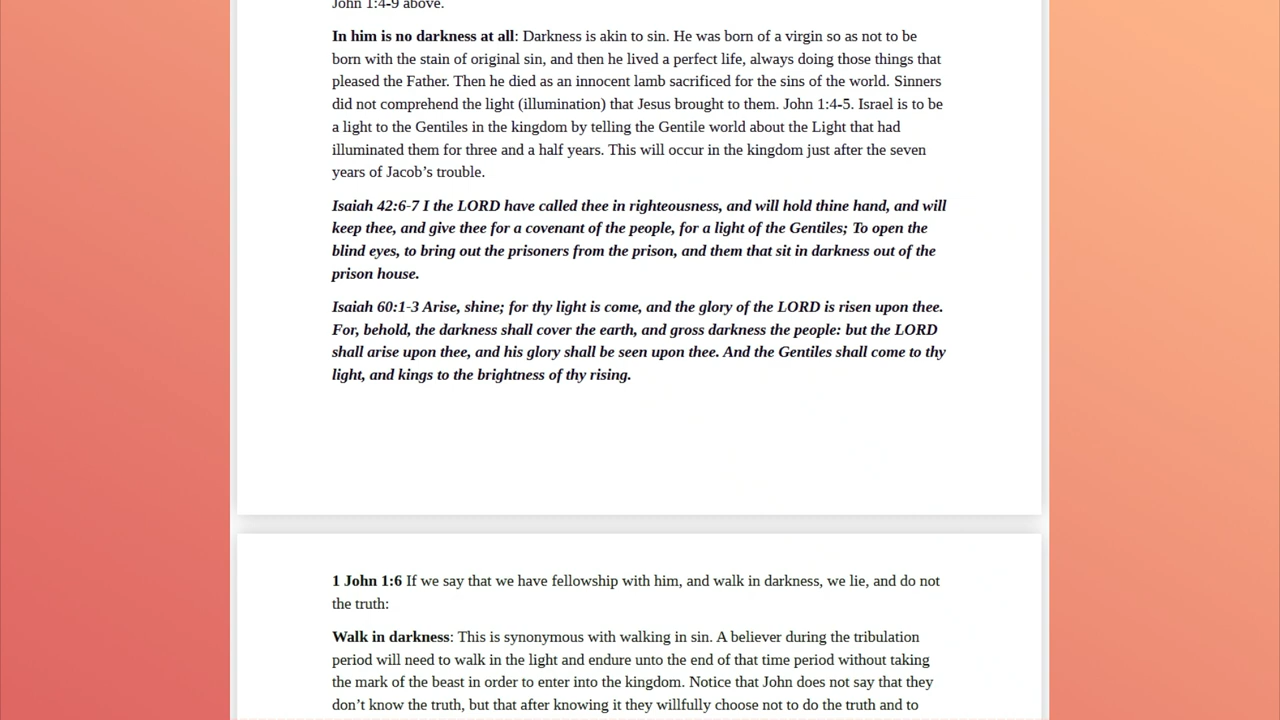 John 1:4-9 above.
In him is no darkness at all: Darkness is akin to sin. He was born of a virgin so as not to be
born with the stain of original sin, and then he lived a perfect life, always doing those things that
pleased the Father. Then he died as an innocent lamb sacrificed for the sins of the world. Sinners
did not comprehend the light (illumination) that Jesus brought to them. John 1:4-5. Israel is to be
a light to the Gentiles in the kingdom by telling the Gentile world about the Light that had
illuminated them for three and a half years. This will occur in the kingdom just after the seven
years of Jacob’s trouble.
Isaiah 42:6-7 I the LORD have called thee in righteousness, and will hold thine hand, and will
keep thee, and give thee for a covenant of the people, for a light of the Gentiles; To open the
blind eyes, to bring out the prisoners from the prison, and them that sit in darkness out of the
prison house.
Isaiah 60:1-3 Arise, shine; for thy light is come, and the glory of the LORD is risen upon thee.
For, behold, the darkness shall cover the earth, and gross darkness the people: but the LORD
shall arise upon thee, and his glory shall be seen upon thee. And the Gentiles shall come to thy
light, and kings to the brightness of thy rising.
1 John 1:6 If we say that we have fellowship with him, and walk in darkness, we lie, and do not
the truth:
Walk in darkness: This is synonymous with walking in sin. A believer during the tribulation
period will need to walk in the light and endure unto the end of that time period without taking
the mark of the beast in order to enter into the kingdom. Notice that John does not say that they
don’t know the truth, but that after knowing it they willfully choose not to do the truth and to